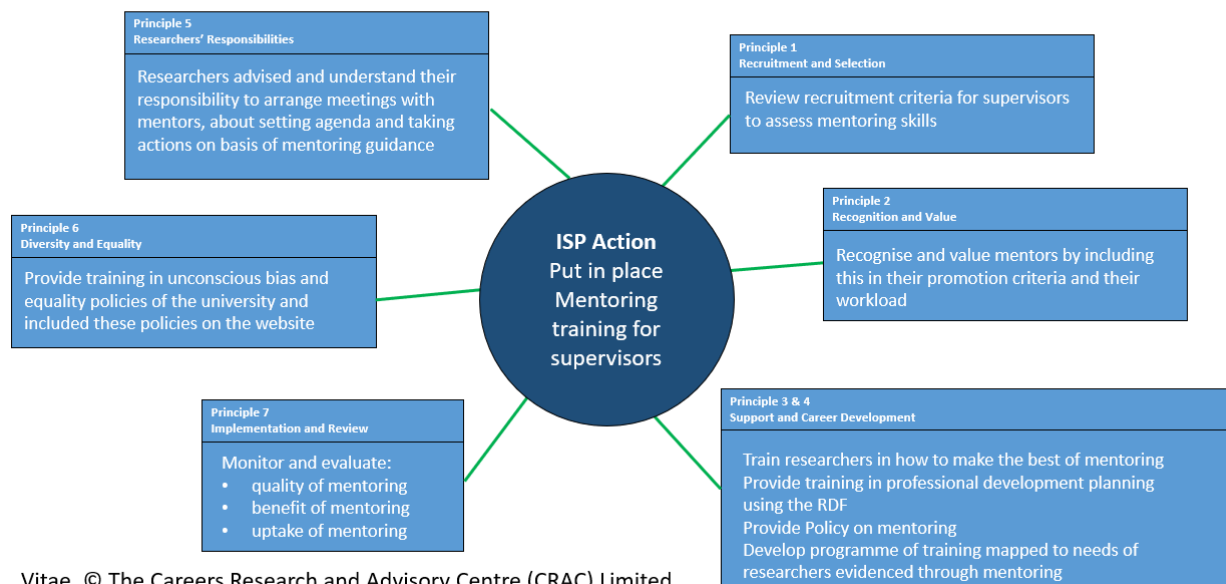 Principle 5
Researchers' Responsibilities
Researchers advised and understand their
responsibility to arrange meetings with
mentors, about setting agenda and taking
actions on basis of mentoring guidance
Principle 1
Recruitment and Selection
Review recruitment criteria for supervisors
to assess mentoring skills
Principle 6
Diversity and Equality
Provide training in unconscious bias and
equality policies of the university and
included these policies on the website
ISP Action
Put in place
Mentoring
training for
supervisors
Principle 2
Recognition and Value
Recognise and value mentors by including
this in their promotion criteria and their
workload
Principle 7
Implementation and Review
Monitor and evaluate:
• quality of mentoring
• benefit of mentoring
• uptake of mentoring
Principle 3 & 4
Support and Career Development
Train researchers in how to make the best of mentoring
Provide training in professional development planning
using the RDF
Provide Policy on mentoring
Develop programme of training mapped to needs of
researchers evidenced through mentoring
Vitae, © The Careers Research and Advisory Centre (CRAC) Limited